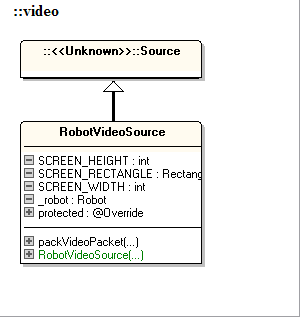 ::video
::<<Unknown>>::Source
RobotVideoSource
SCREEN_HEIGHT : int
SCREEN_RECTANGLE : Rectang
SCREEN_WIDTH : int
_robot : Robot
protected : @Override
packVideoPacket(...)
RobotVideoSource(...)